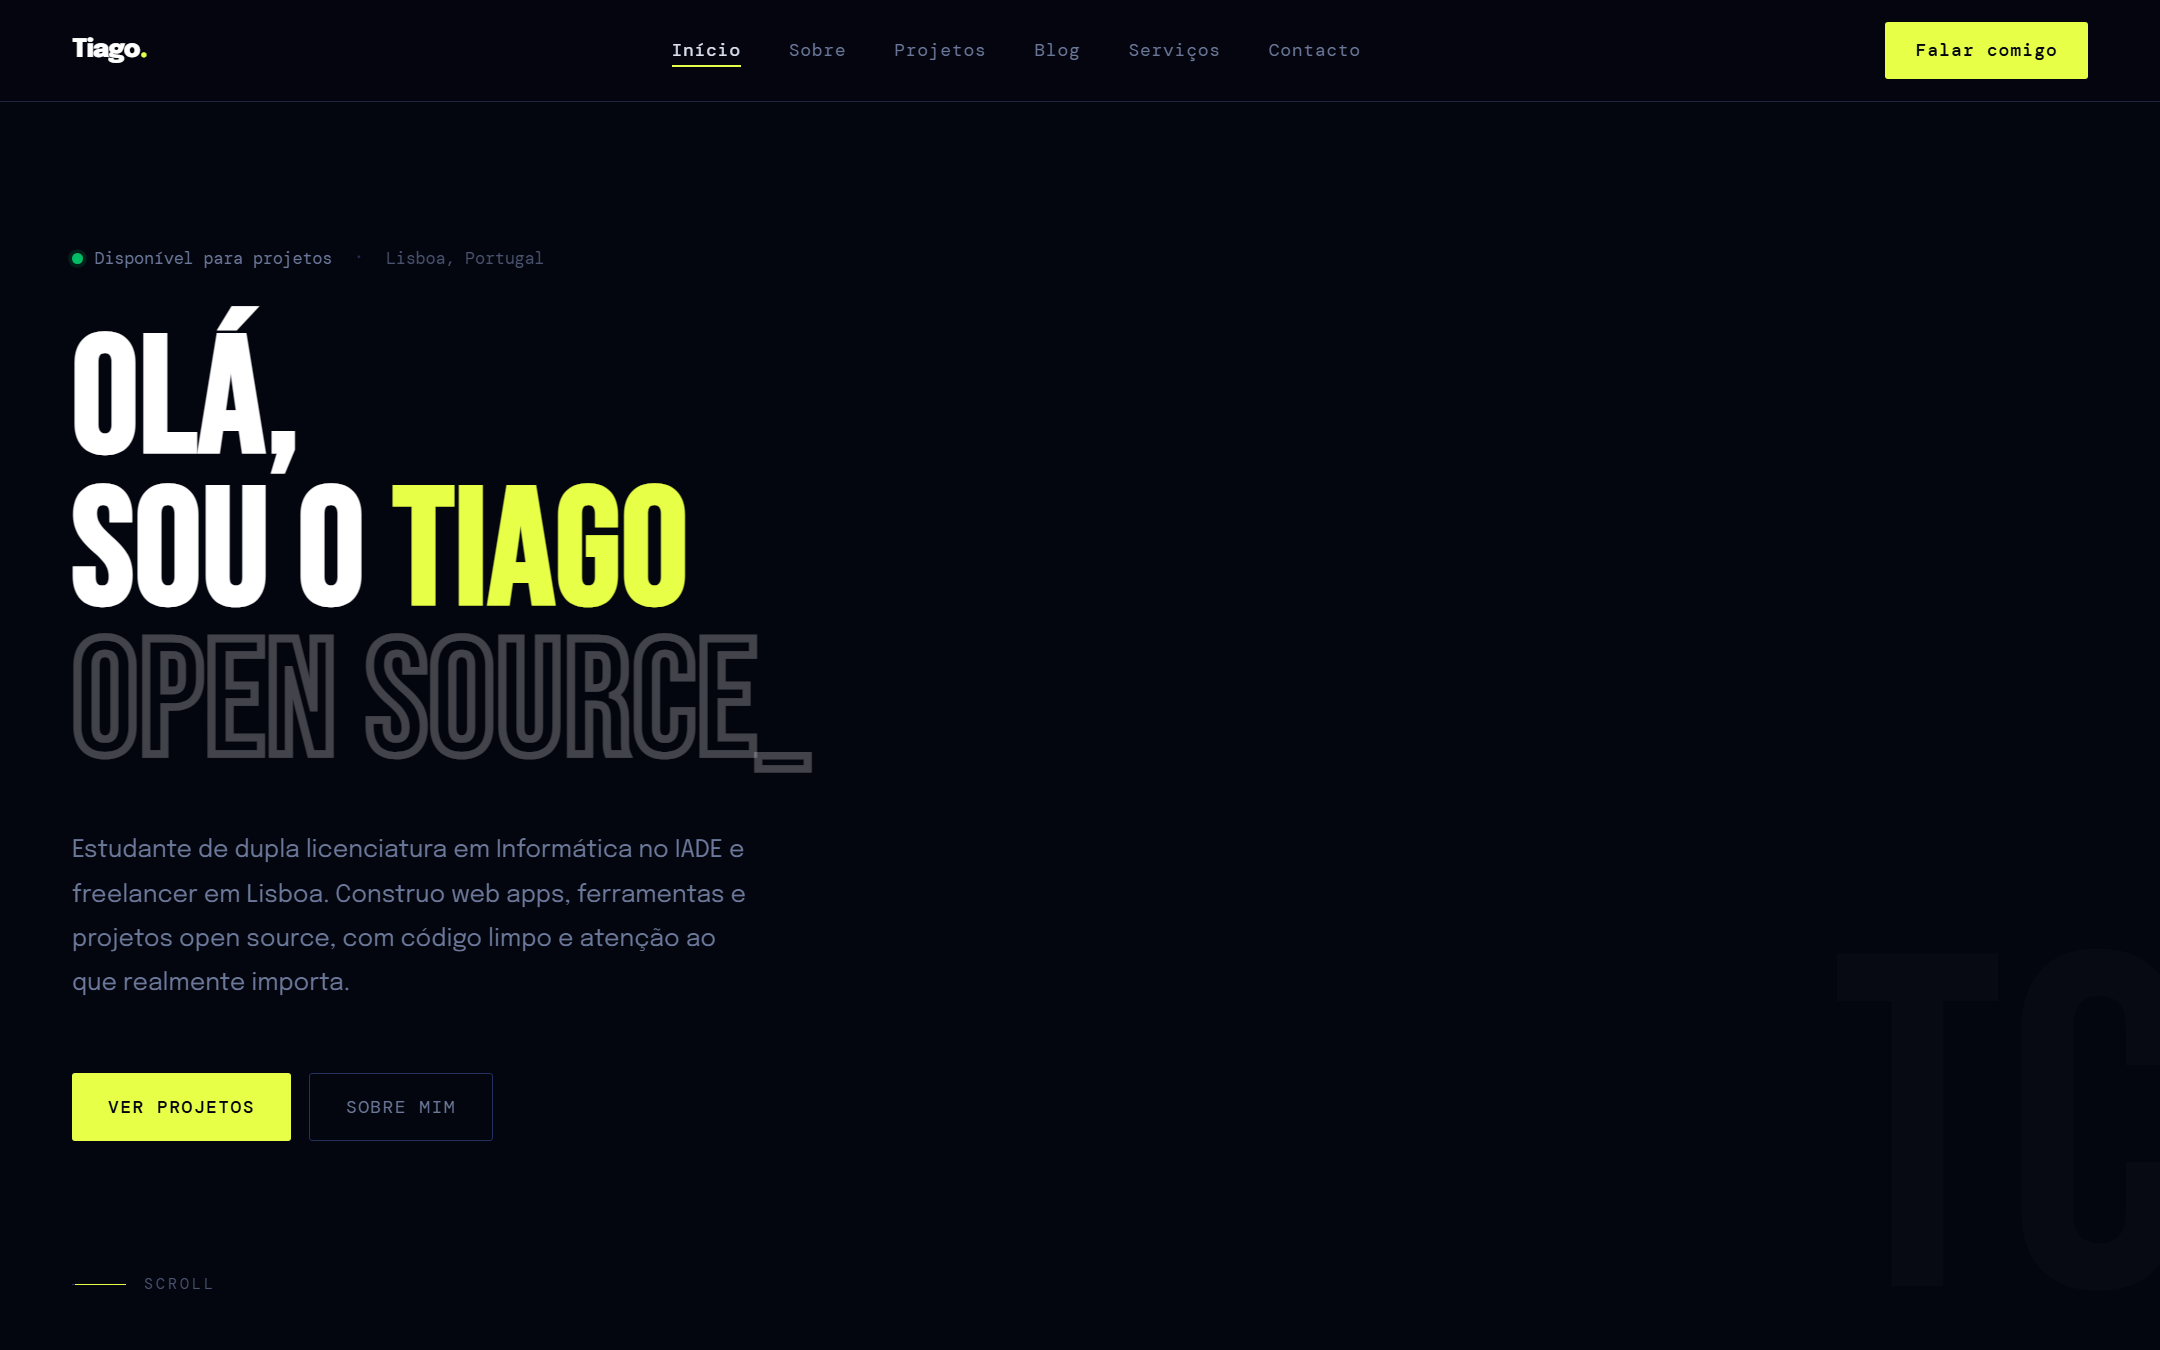 Tiago.
Início Sobre Projetos Blog Serviços Contacto
Falar comigo
Disponível para projetos · Lisboa, Portugal
OLÁ,
SOU O TIAGO
OPEN SOURCE_
Estudante de dupla licenciatura em Informática no IADE e
freelancer em Lisboa. Construo web apps, ferramentas e
projetos open source, com código limpo e atenção ao
que realmente importa.
VER PROJETOS
SOBRE MIM
TC
SCROLL